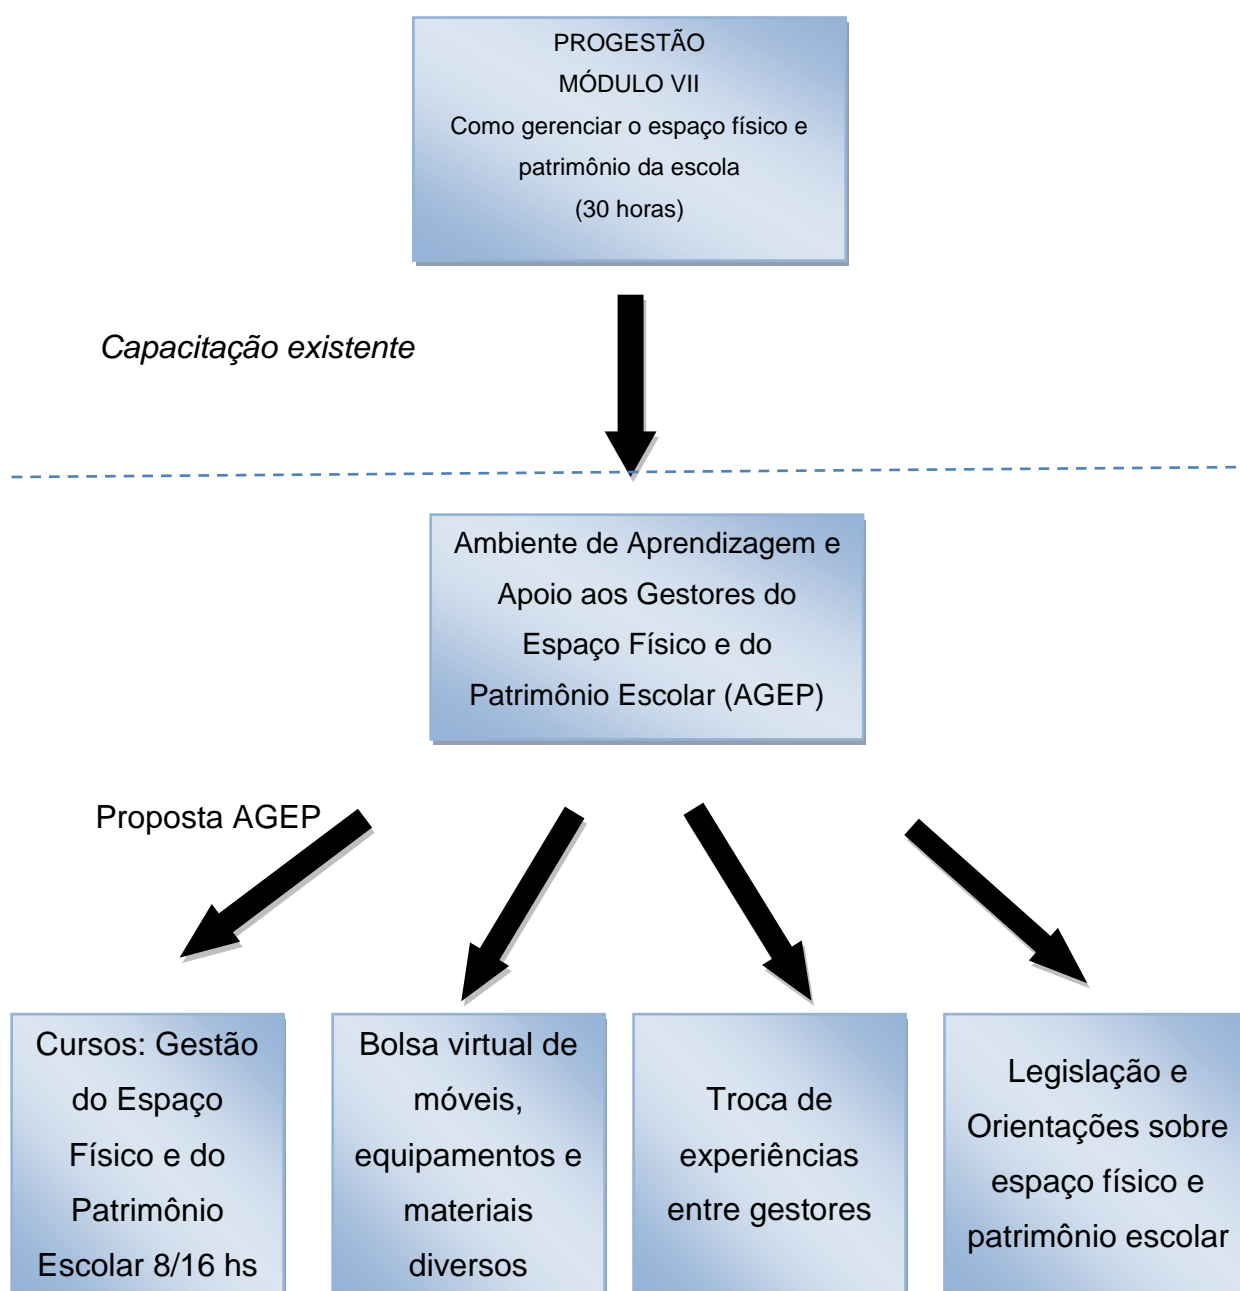 PROGESTÃO
MÓDULO VII
Como gerenciar o espaço físico e
patrimônio da escola
(30 horas)
Capacitação existente
Ambiente de Aprendizagem e
Apoio aos Gestores do
Espaço Físico e do
Patrimônio Escolar (AGEP)
Proposta AGEP
Cursos: Gestão
do Espaço
Físico e do
Patrimônio
Escolar 8/16 hs
Bolsa virtual de
móveis,
equipamentos e
materiais
diversos
Troca de
experiências
entre gestores
Legislação e
Orientações sobre
espaço físico e
patrimônio escolar